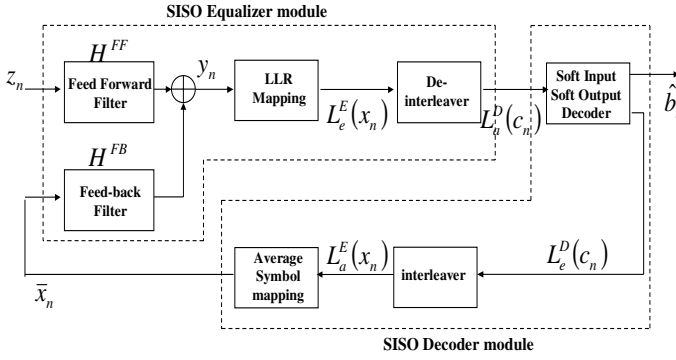 SISO Equalizer module
H^{FF}
z_n
Feed Forward
Filter
y_n
LLR
Mapping
L_e^E(x_n)
De-
interleaver
L_a^D(c_n)
Soft Input
Soft Output
Decoder
b̂
H^{FB}
Feed-back
Filter
x̄_n
Average
Symbol
mapping
L_a^E(x_n)
interleaver
L_e^D(c_n)
SISO Decoder module